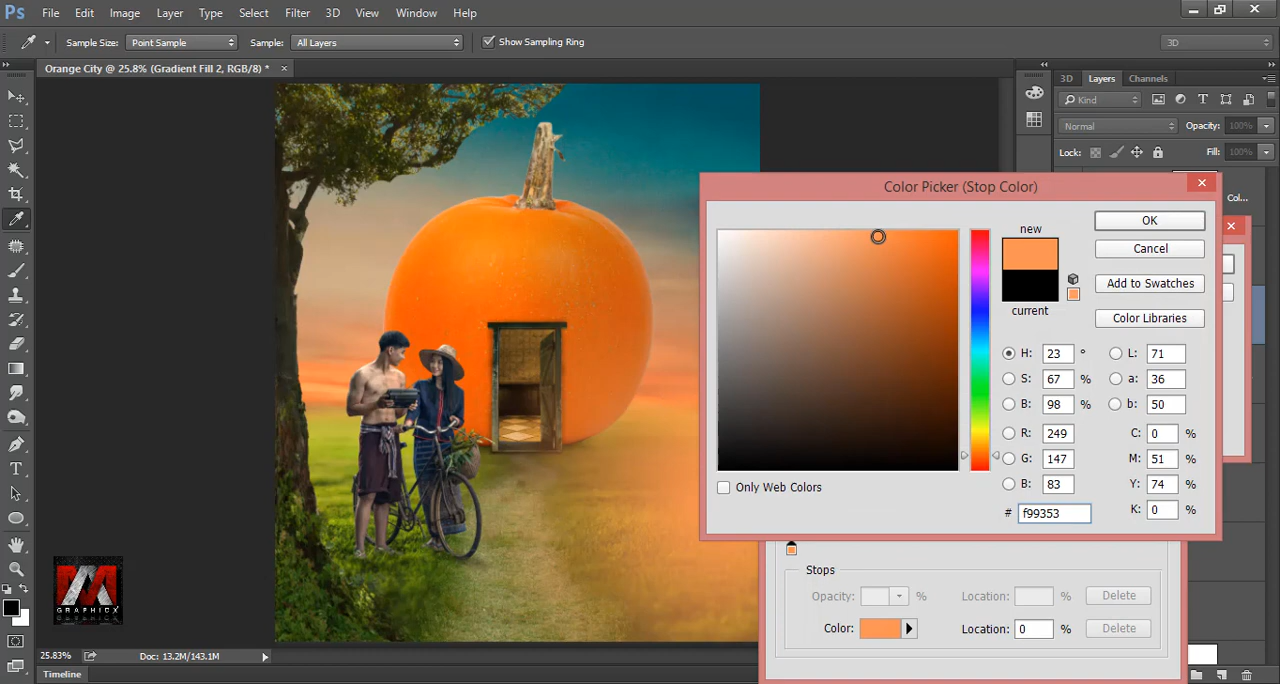 Ps File Edit Image Layer Type Select Filter 3D View Window Help
Sample Size: Point Sample Sample: All Layers Show Sampling Ring 3D
Orange City @ 25.8% (Gradient Fill 2, RGB/8) * ×
3D Layers Channels
Kind
Normal Opacity: 100%
Lock: Fill: 100%
Col...
Color Picker (Stop Color)
new
current
OK
Cancel
Add to Swatches
Color Libraries
H: 23 ° L: 71
S: 67 % a: 36
B: 98 % b: 50
R: 249 C: 0 %
G: 147 M: 51 %
B: 83 Y: 74 %
# f99353 K: 0 %
Only Web Colors
Stops
Opacity: % Location: % Delete
Color: Location: 0 % Delete
GRAPHICX
25.83% Doc: 13.2M/143.1M
Timeline